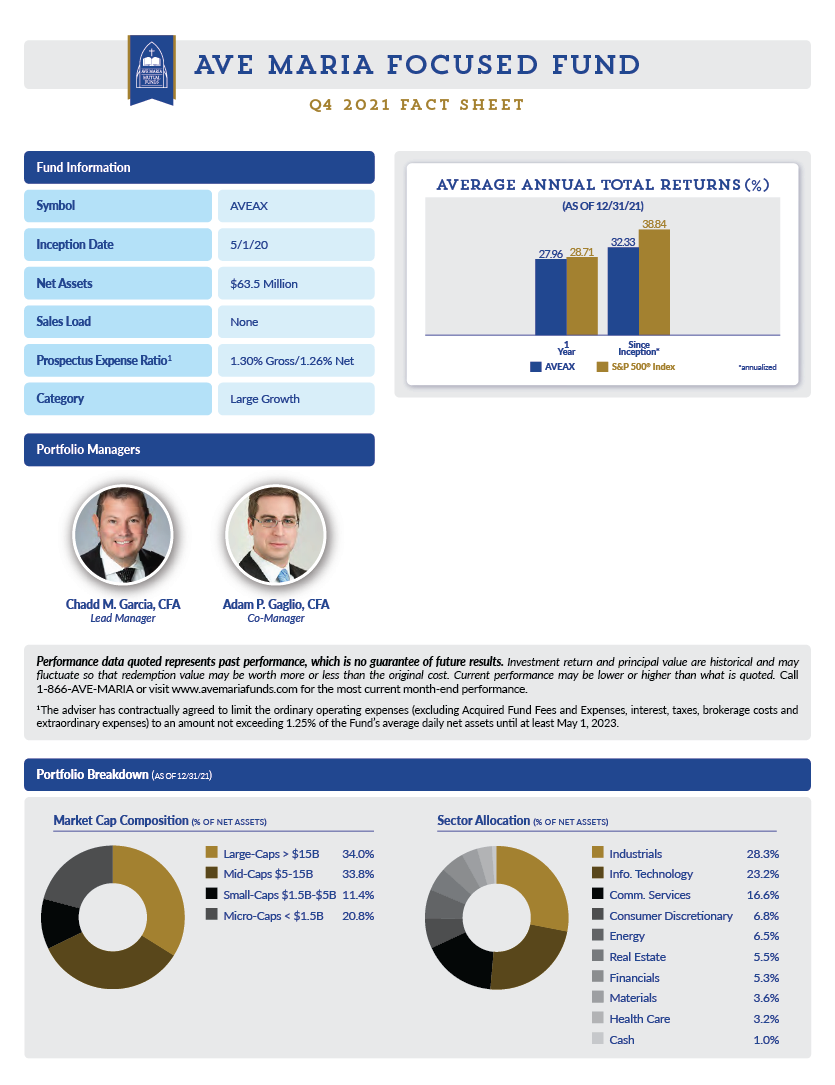 AVE MARIA
MUTUAL
FUNDS
AVE MARIA FOCUSED FUND
Q4 2021 FACT SHEET
Fund Information
Symbol AVEAX
Inception Date 5/1/20
Net Assets $63.5 Million
Sales Load None
Prospectus Expense Ratio¹ 1.30% Gross/1.26% Net
Category Large Growth
AVERAGE ANNUAL TOTAL RETURNS (%)
(AS OF 12/31/21)
27.96 28.71 32.33 38.84
1
Year
Since
Inception*
AVEAX S&P 500® Index *annualized
Portfolio Managers
Chadd M. Garcia, CFA
Lead Manager
Adam P. Gaglio, CFA
Co-Manager
Performance data quoted represents past performance, which is no guarantee of future results. Investment return and principal value are historical and may
fluctuate so that redemption value may be worth more or less than the original cost. Current performance may be lower or higher than what is quoted. Call
1-866-AVE-MARIA or visit www.avemariafunds.com for the most current month-end performance.
¹The adviser has contractually agreed to limit the ordinary operating expenses (excluding Acquired Fund Fees and Expenses, interest, taxes, brokerage costs and
extraordinary expenses) to an amount not exceeding 1.25% of the Fund's average daily net assets until at least May 1, 2023.
Portfolio Breakdown (AS OF 12/31/21)
Market Cap Composition (% OF NET ASSETS)
Large-Caps > $15B 34.0%
Mid-Caps $5-15B 33.8%
Small-Caps $1.5B-$5B 11.4%
Micro-Caps < $1.5B 20.8%
Sector Allocation (% OF NET ASSETS)
Industrials 28.3%
Info. Technology 23.2%
Comm. Services 16.6%
Consumer Discretionary 6.8%
Energy 6.5%
Real Estate 5.5%
Financials 5.3%
Materials 3.6%
Health Care 3.2%
Cash 1.0%